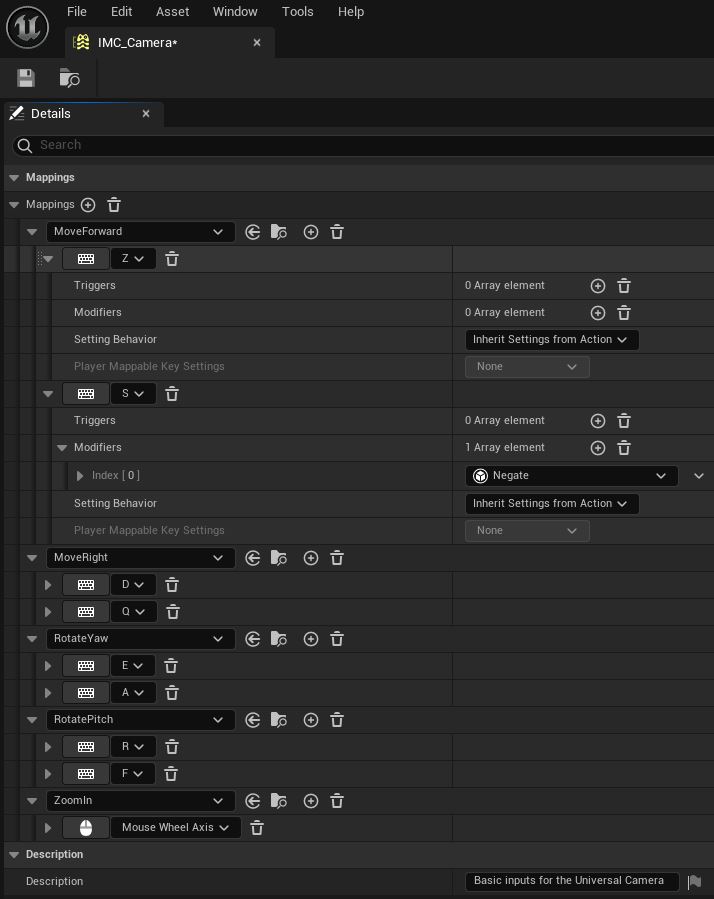 File Edit Asset Window Tools Help
IMC_Camera*
Details
Search
Mappings
Mappings
MoveForward
Z
Triggers 0 Array element
Modifiers 0 Array element
Setting Behavior Inherit Settings from Action
Player Mappable Key Settings None
S
Triggers 0 Array element
Modifiers 1 Array element
Index [ 0 ] Negate
Setting Behavior Inherit Settings from Action
Player Mappable Key Settings None
MoveRight
D
Q
RotateYaw
E
A
RotatePitch
R
F
ZoomIn
Mouse Wheel Axis
Description
Description Basic inputs for the Universal Camera